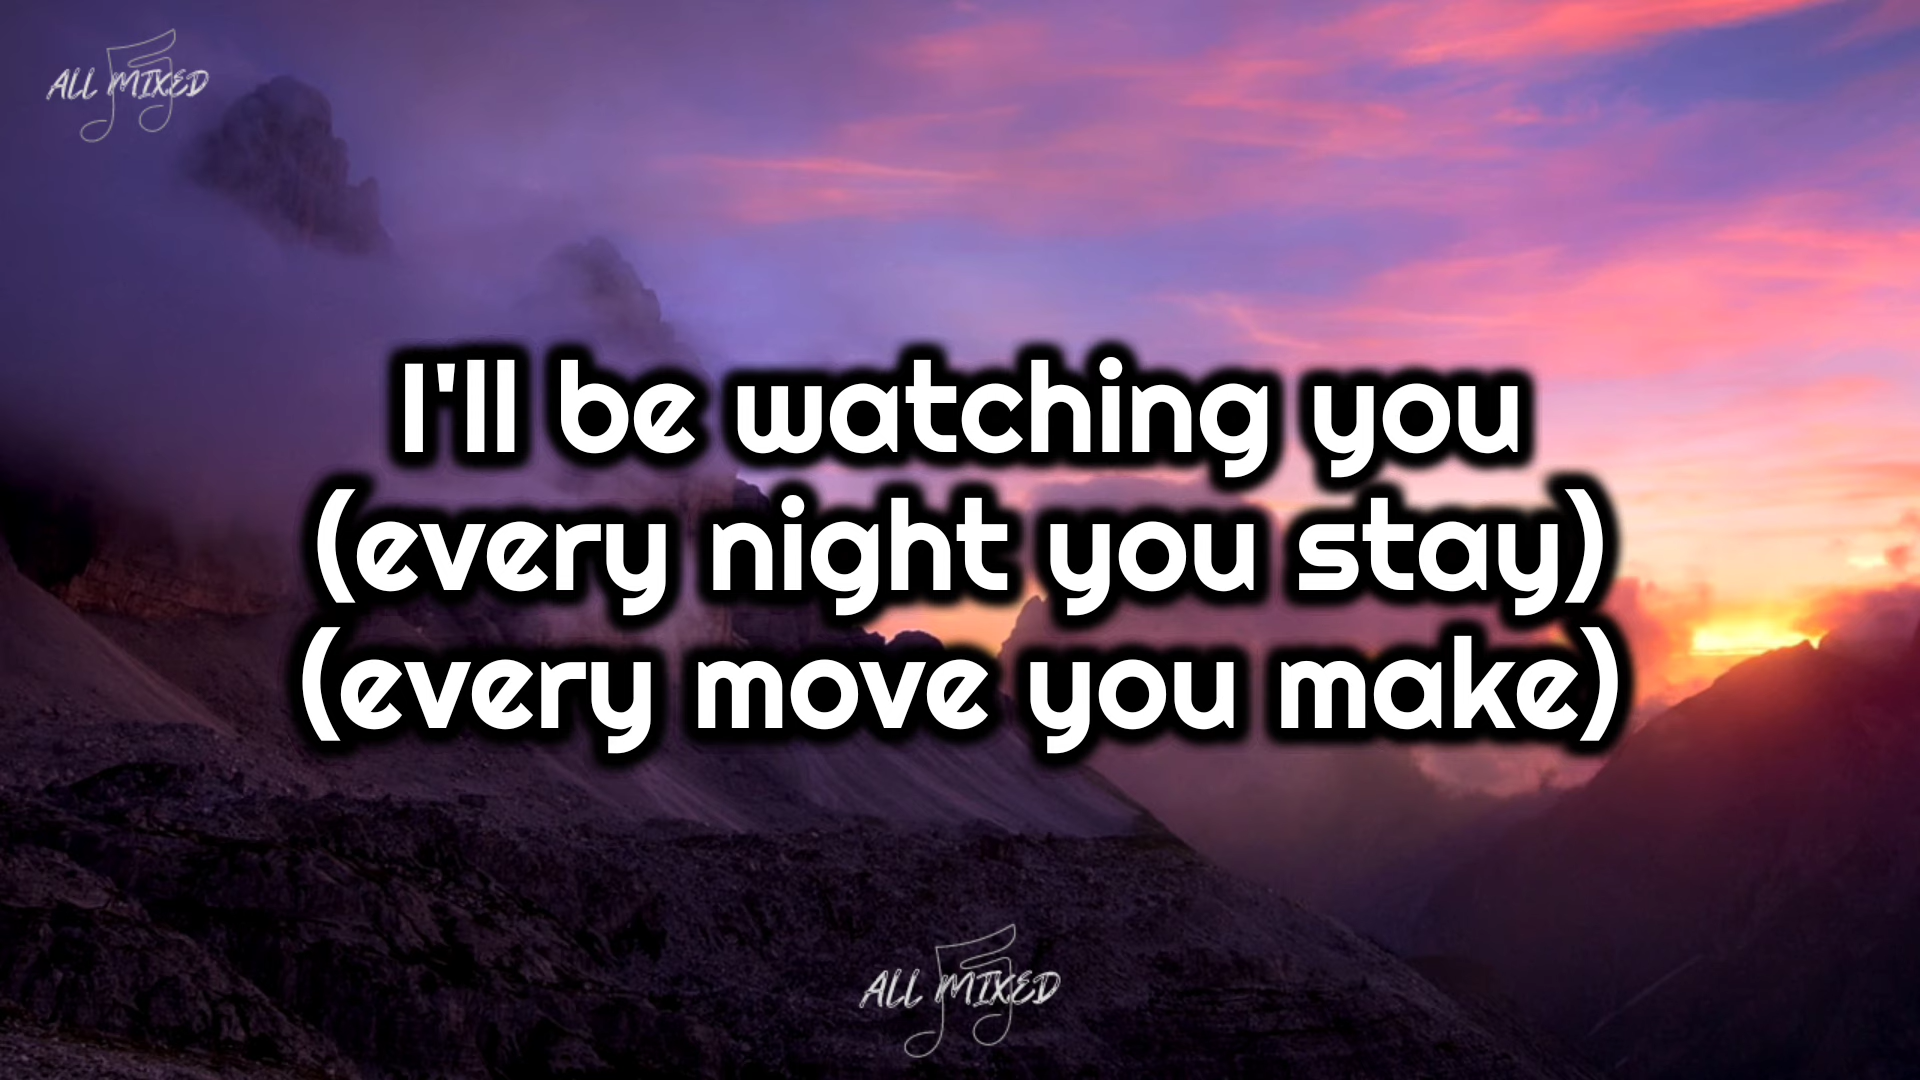 ALL MIXED
I'll be watching you
(every night you stay)
(every move you make)
ALL MIXED